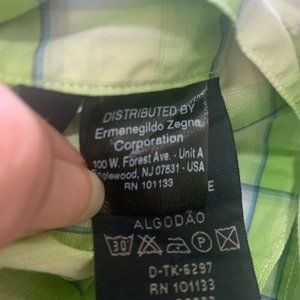 DISTRIBUTED BY
Ermenegildo Zegna
Corporation
100 W. Forest Ave. - Unit A
Englewood, NJ 07631 - USA
RN 101133
E
ALGODÃO
30
D-TK-6297
RN 101133